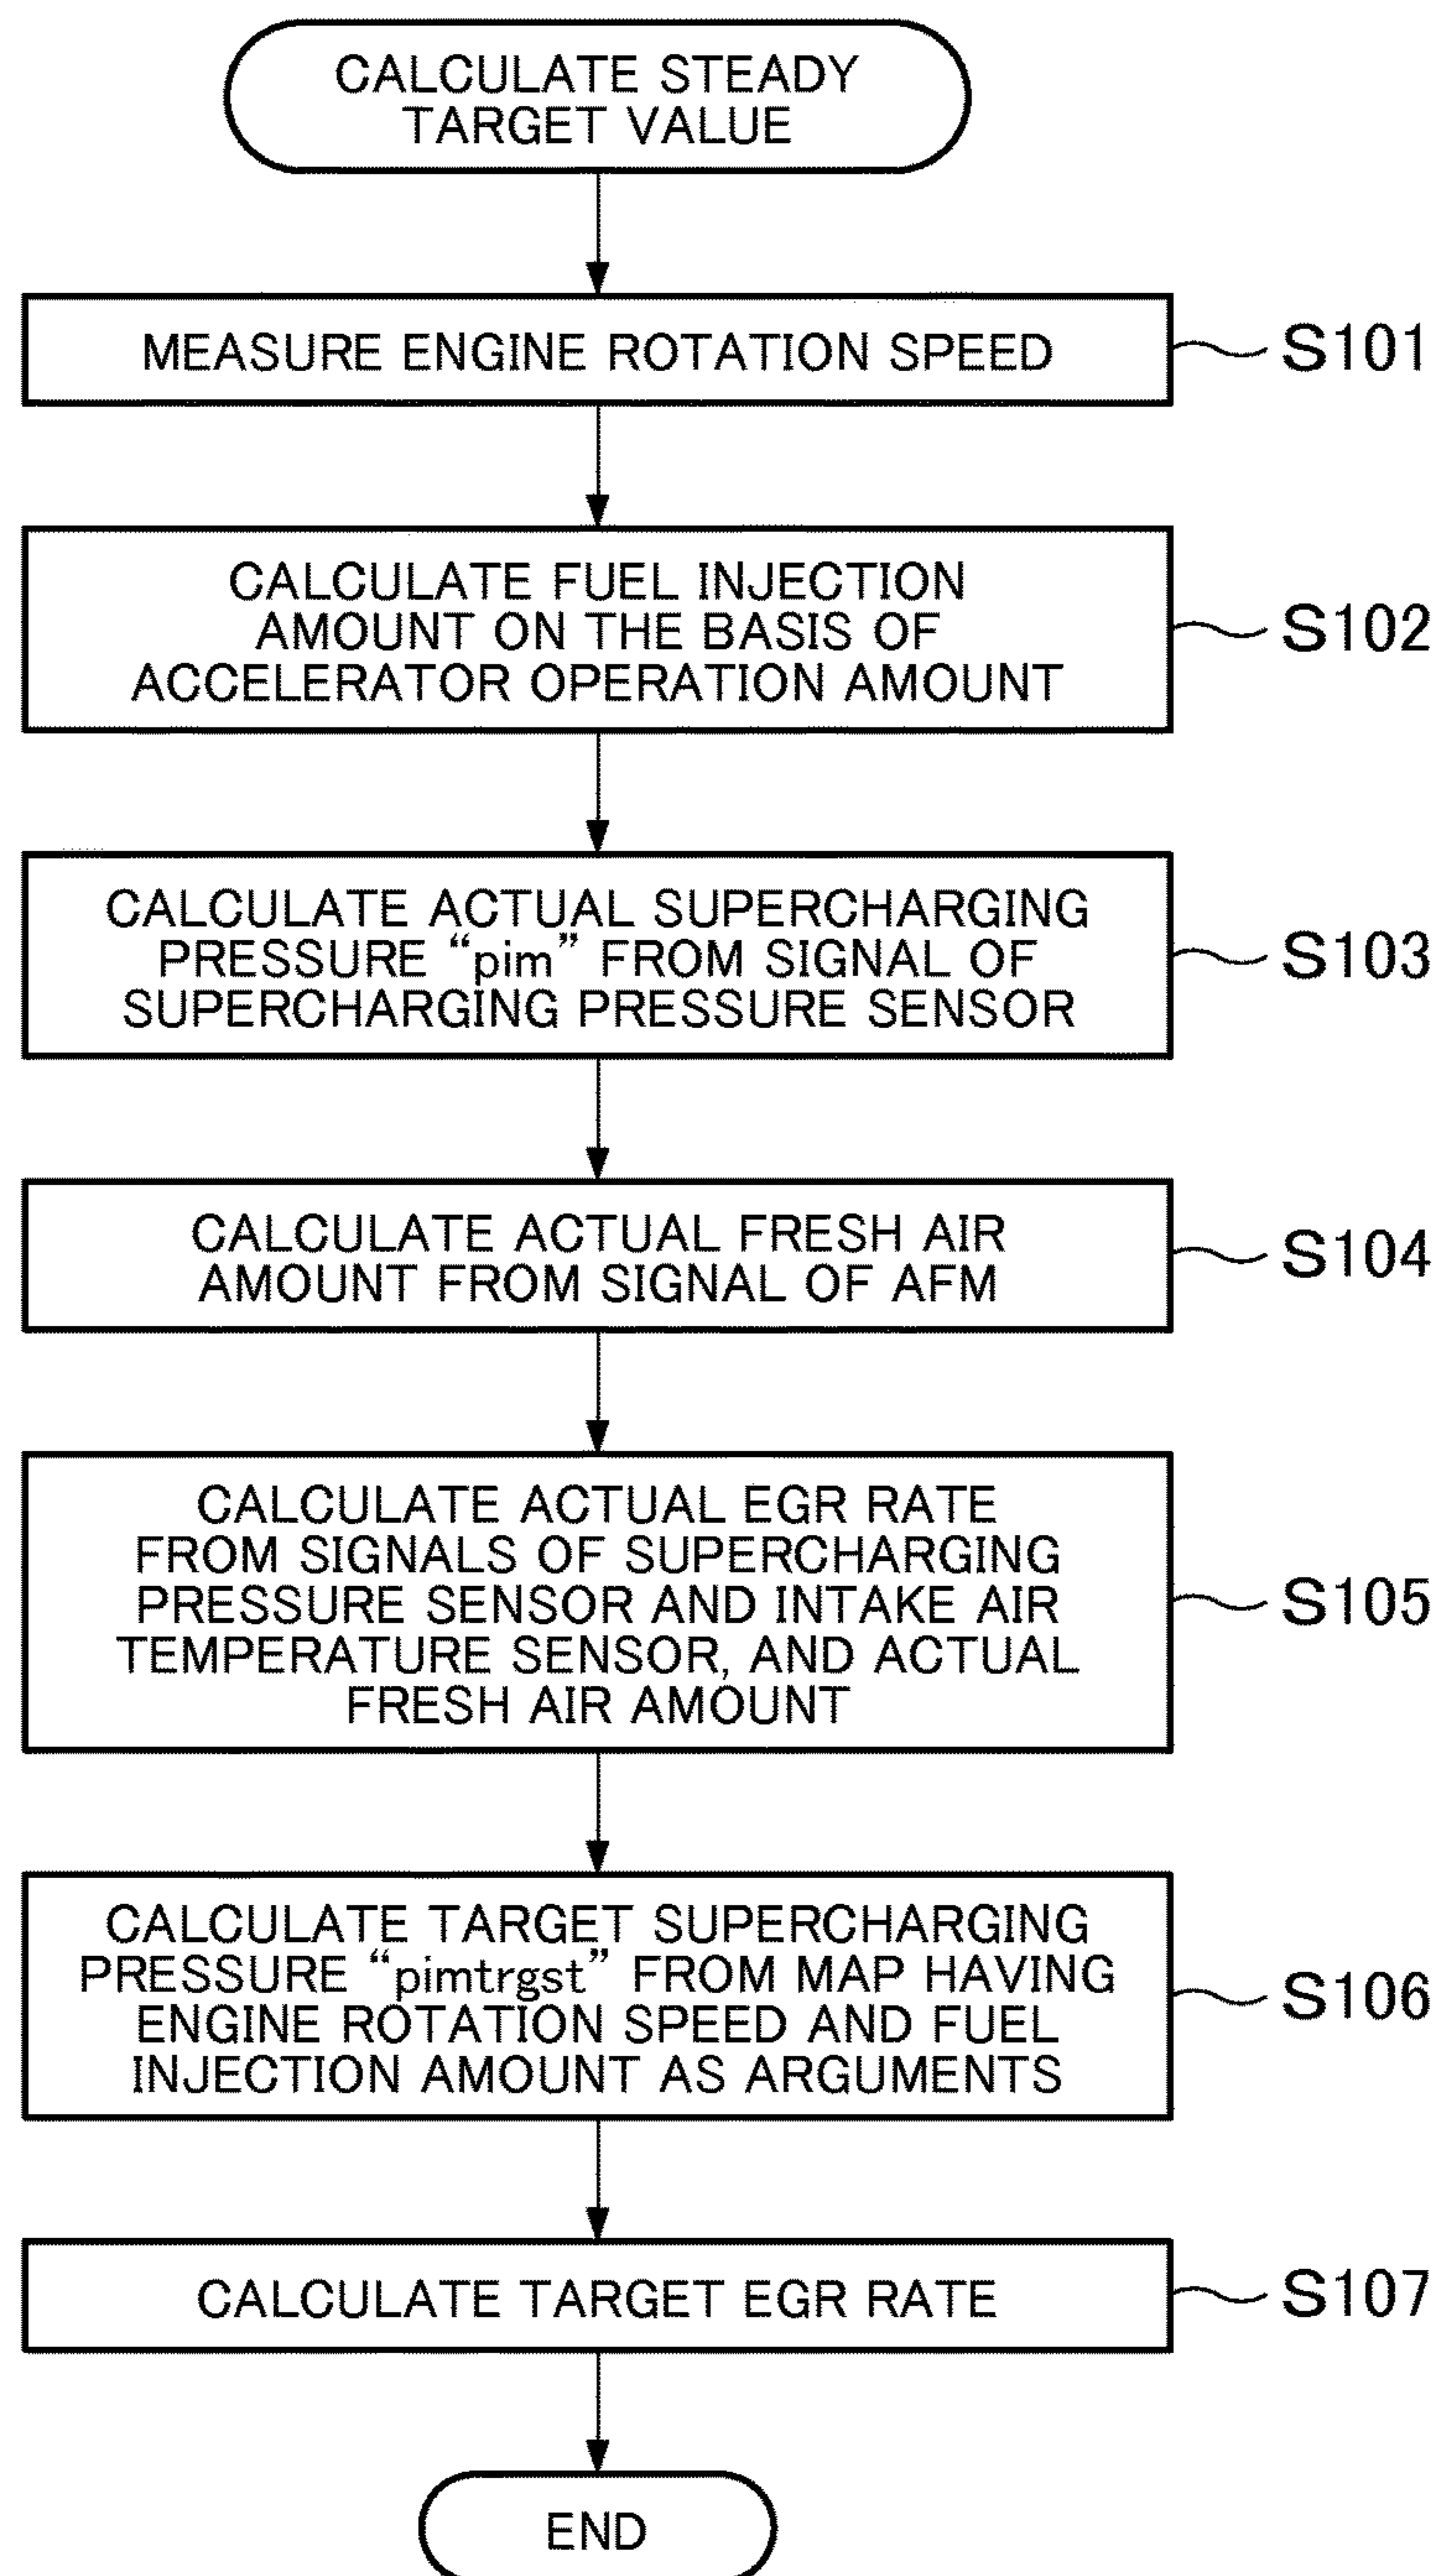 CALCULATE STEADY
TARGET VALUE
MEASURE ENGINE ROTATION SPEED
S101
CALCULATE FUEL INJECTION
AMOUNT ON THE BASIS OF
ACCELERATOR OPERATION AMOUNT
S102
CALCULATE ACTUAL SUPERCHARGING
PRESSURE “pim” FROM SIGNAL OF
SUPERCHARGING PRESSURE SENSOR
S103
CALCULATE ACTUAL FRESH AIR
AMOUNT FROM SIGNAL OF AFM
S104
CALCULATE ACTUAL EGR RATE
FROM SIGNALS OF SUPERCHARGING
PRESSURE SENSOR AND INTAKE AIR
TEMPERATURE SENSOR, AND ACTUAL
FRESH AIR AMOUNT
S105
CALCULATE TARGET SUPERCHARGING
PRESSURE “pimtrgst” FROM MAP HAVING
ENGINE ROTATION SPEED AND FUEL
INJECTION AMOUNT AS ARGUMENTS
S106
CALCULATE TARGET EGR RATE
S107
END